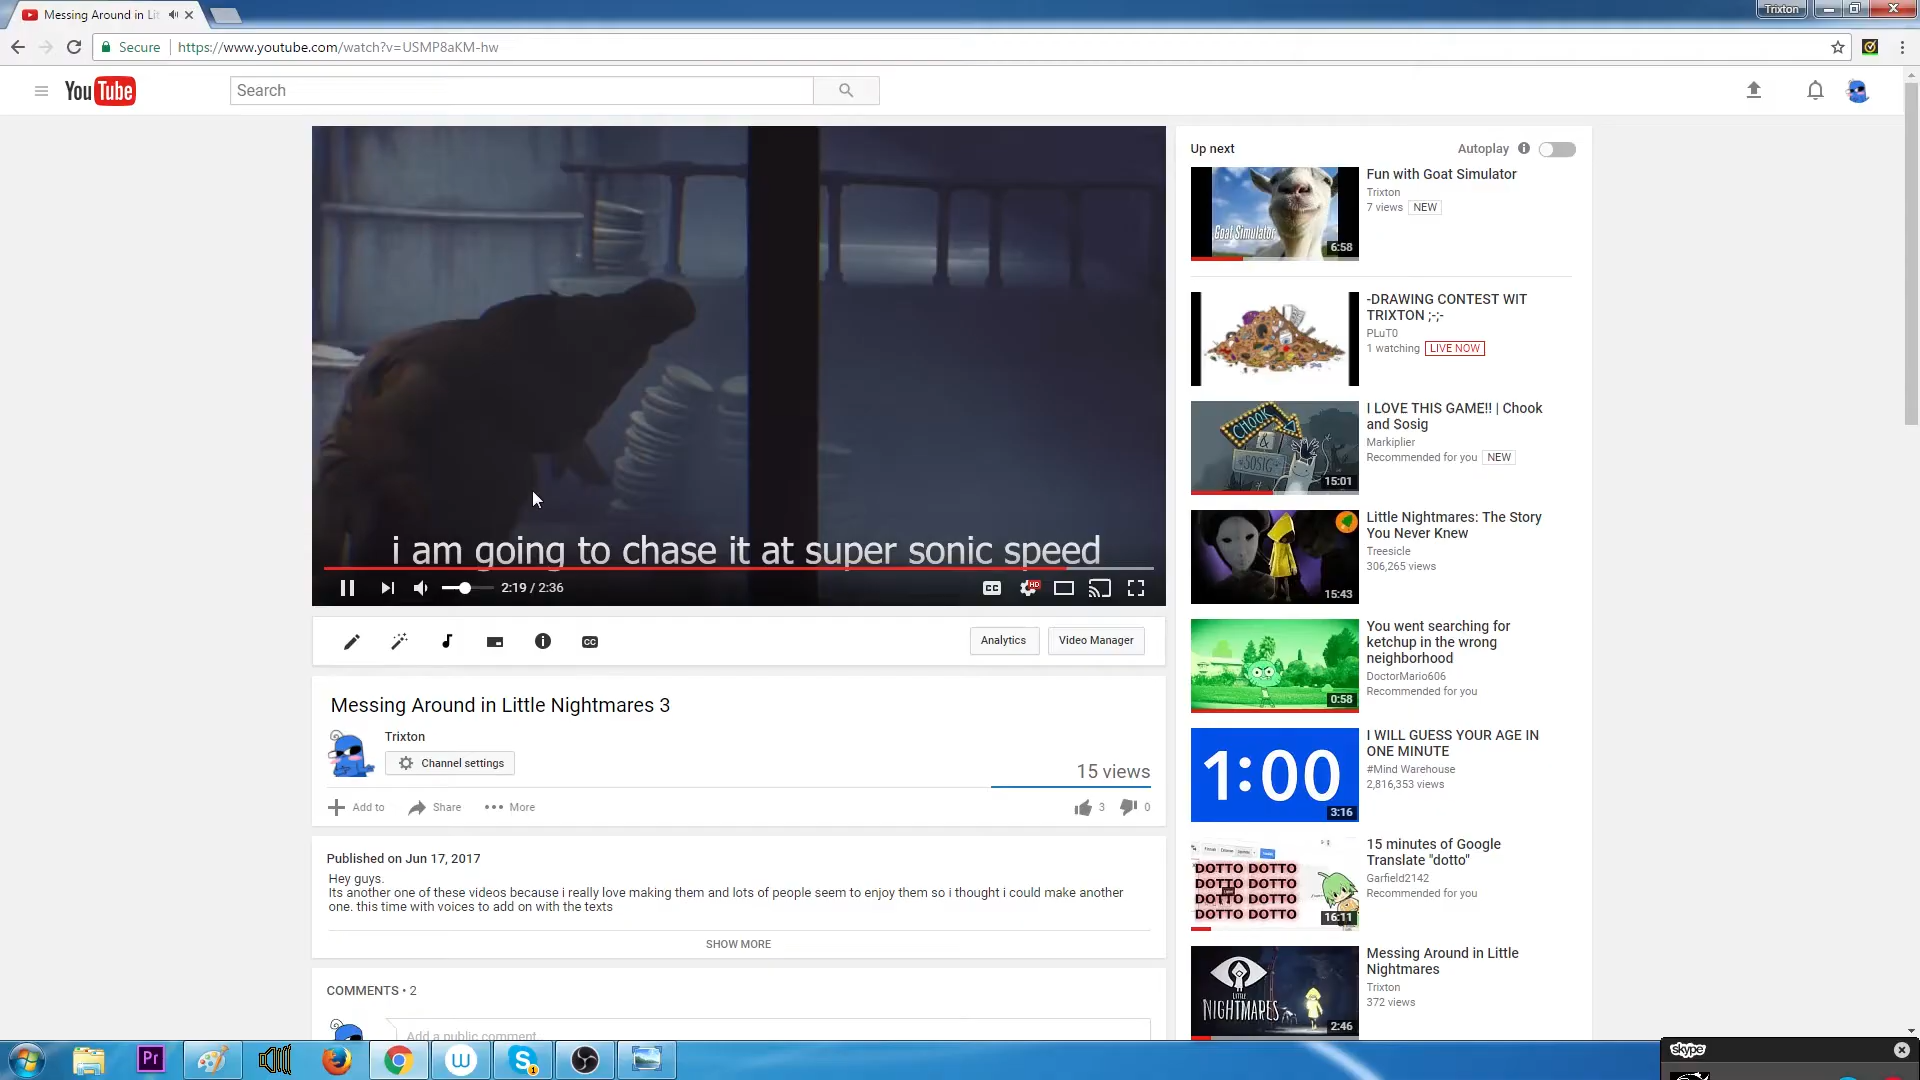 Messing Around in Lit
Trixton
Secure
https://www.youtube.com/watch?v=USMP8aKM-hw
YouTube
Search
i am going to chase it at super sonic speed
2:19 / 2:36
CC
HD
CC
Analytics
Video Manager
Messing Around in Little Nightmares 3
Trixton
Channel settings
15 views
Add to
Share
More
3
0
Published on Jun 17, 2017
Hey guys.
Its another one of these videos because i really love making them and lots of people seem to enjoy them so i thought i could make another
one. this time with voices to add on with the texts
SHOW MORE
COMMENTS • 2
Add a public comment...
Up next
Autoplay
Goat Simulator
6:58
Fun with Goat Simulator
Trixton
7 views
NEW
-DRAWING CONTEST WIT
TRIXTON ;-;-
PLuT0
1 watching
LIVE NOW
CHOOK
&
SOSIG
15:01
I LOVE THIS GAME!! | Chook
and Sosig
Markiplier
Recommended for you
NEW
15:43
Little Nightmares: The Story
You Never Knew
Treesicle
306,265 views
0:58
You went searching for
ketchup in the wrong
neighborhood
DoctorMario606
Recommended for you
1:00
3:16
I WILL GUESS YOUR AGE IN
ONE MINUTE
#Mind Warehouse
2,816,353 views
DOTTO DOTTO
DOTTO DOTTO
DOTTO DOTTO
DOTTO DOTTO
16:11
15 minutes of Google
Translate "dotto"
Garfield2142
Recommended for you
LITTLE
NIGHTMARES
2:46
Messing Around in Little
Nightmares
Trixton
372 views
Pr
W
S
1
skype